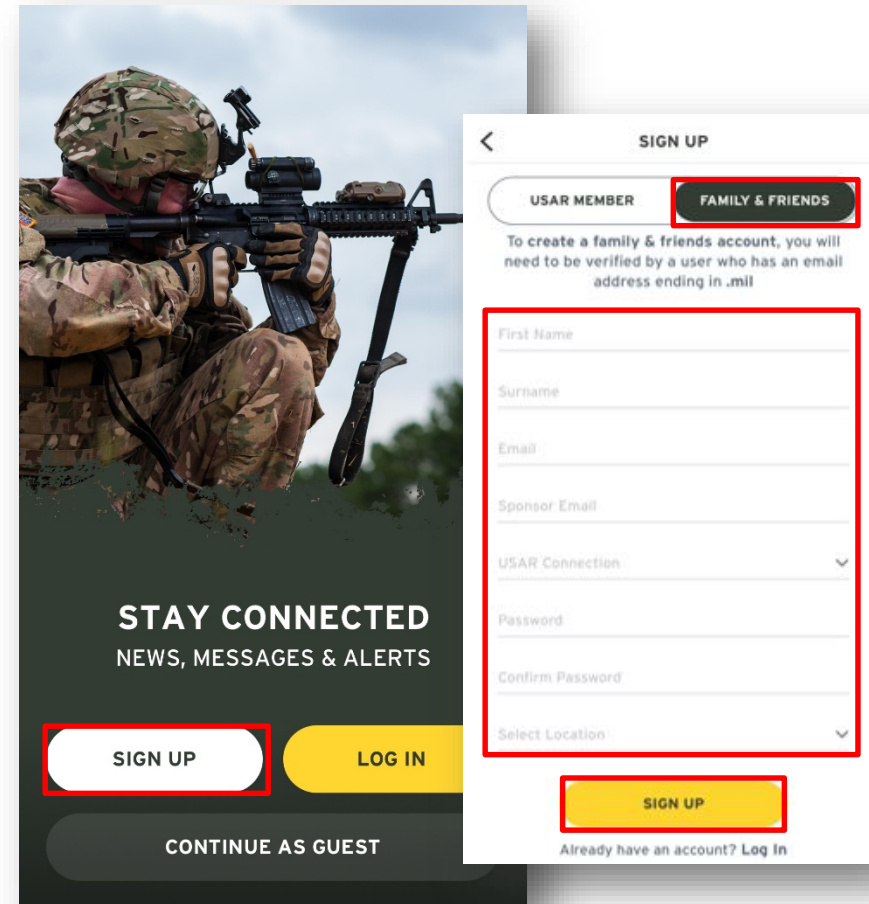 STAY CONNECTED
NEWS, MESSAGES & ALERTS
SIGN UP
LOG IN
CONTINUE AS GUEST
SIGN UP
USAR MEMBER
FAMILY & FRIENDS
To create a family & friends account, you will
need to be verified by a user who has an email
address ending in .mil
First Name
Surname
Email
Sponsor Email
USAR Connection
Password
Confirm Password
Select Location
SIGN UP
Already have an account? Log In